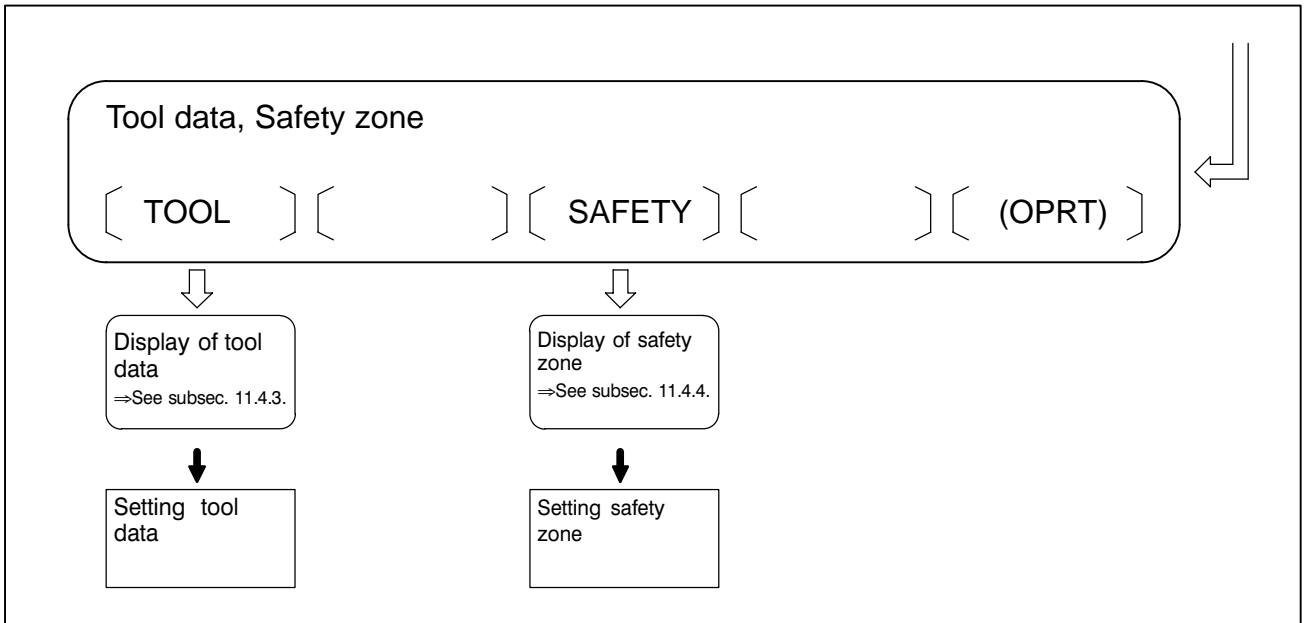 Tool data, Safety zone
[ TOOL ] [ ] [ SAFETY ] [ ] [ (OPRT) ]
Display of tool
data
⇒See subsec. 11.4.3.
Display of safety
zone
⇒See subsec. 11.4.4.
Setting tool
data
Setting safety
zone